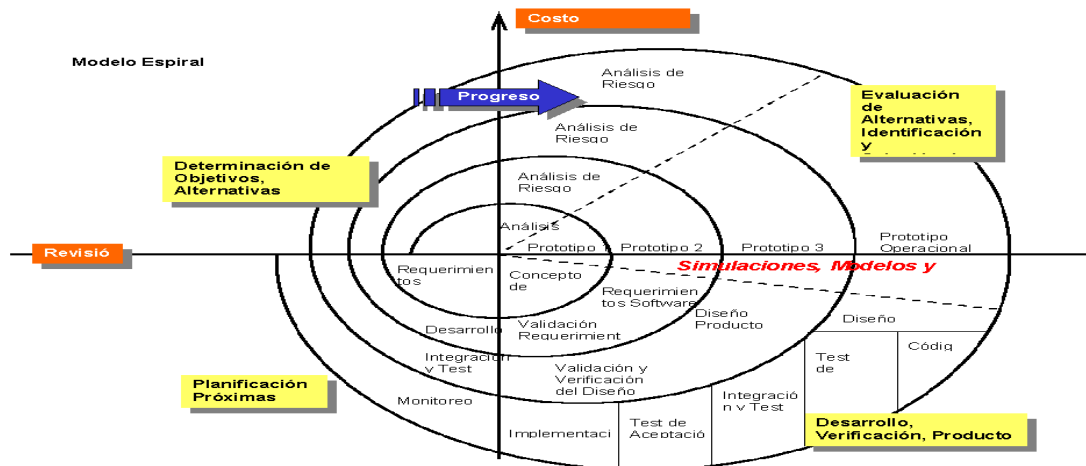 Costo
Modelo Espiral
Análisis de
Riesgo
Progreso
Evaluación
de
Alternativas,
Identificación
y
Análisis de
Riesgo
Determinación de
Objetivos,
Alternativas
Análisis de
Riesgo
Análisis
Prototipo 1
Prototipo 2
Prototipo 3
Prototipo
Operacional
Revisió
Simulaciones, Modelos y
Requerimien
tos
Concepto
de
Requerimien
tos Software
Diseño
Producto
Diseño
Desarrollo
Validación
Requerimient
Códig
Integración
y Test
Test
de
Validación y
Verificación
del Diseño
Planificación
Próximas
Monitoreo
Integració
n y Test
Implementaci
Test de
Aceptació
Desarrollo,
Verificación, Producto